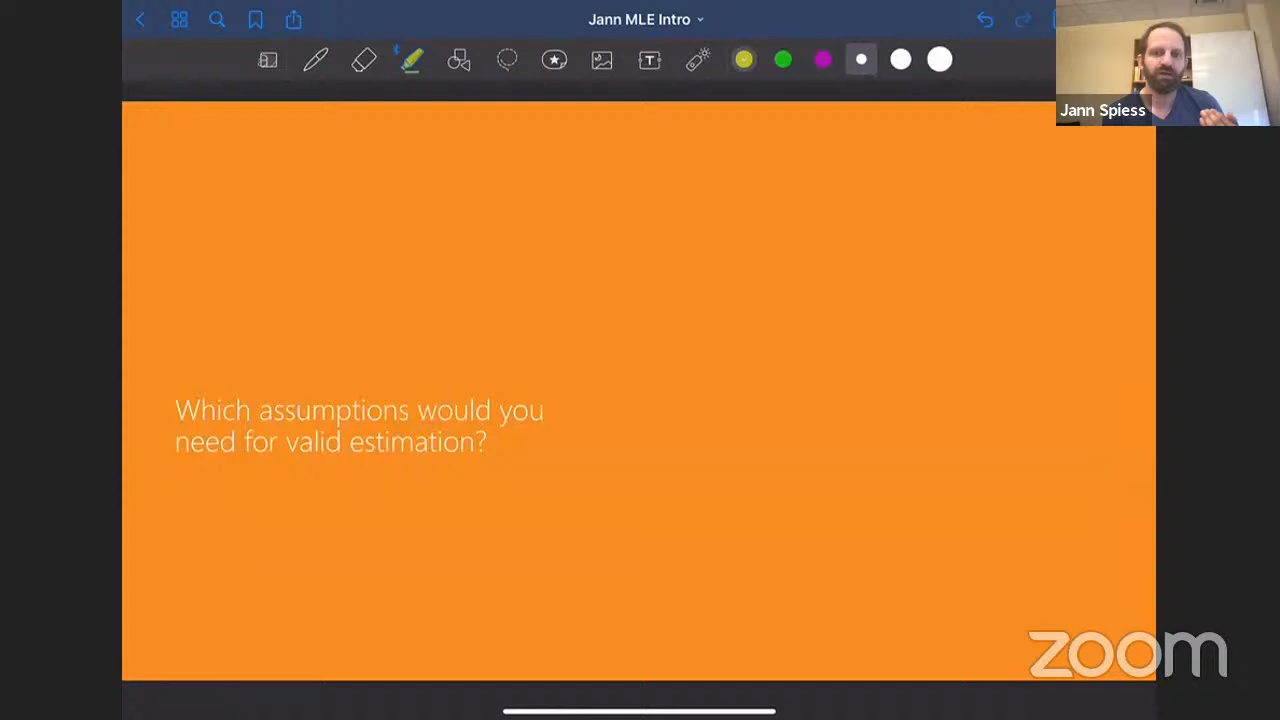 Jann MLE Intro
Jann Spiess
Which assumptions would you
need for valid estimation?
zoom